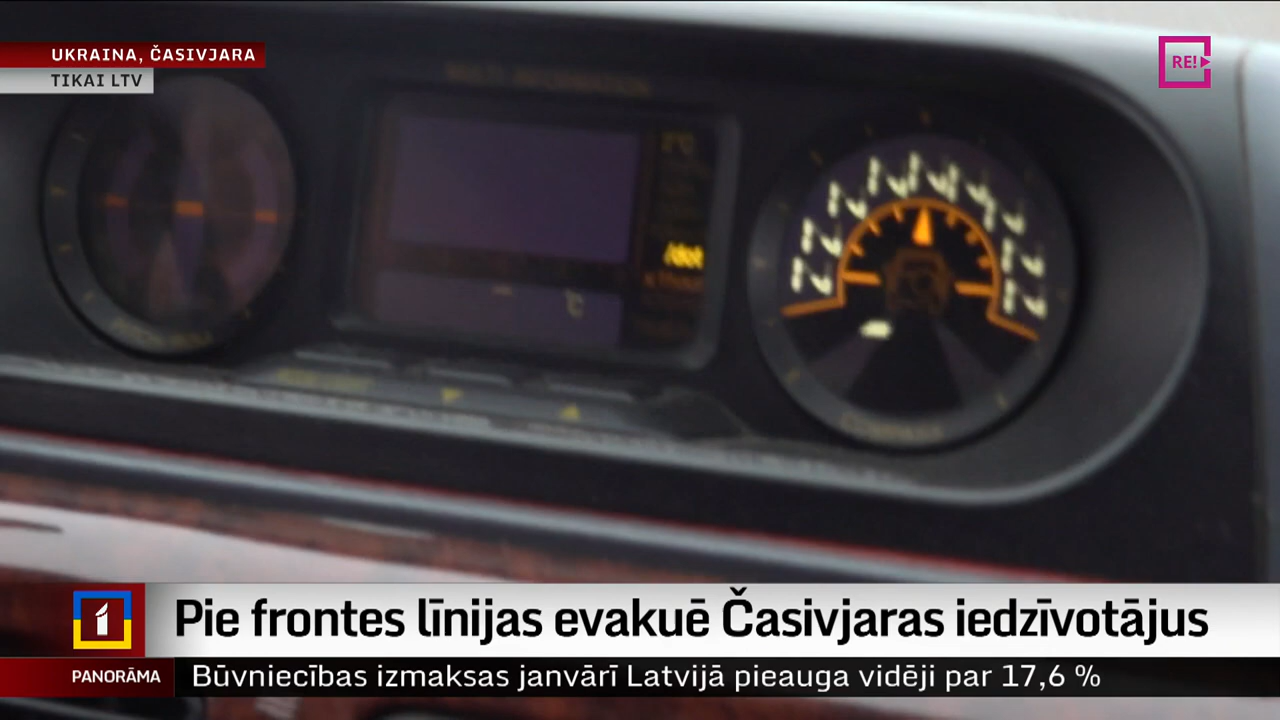 UKRAINA, ČASIVJARA
TIKAI LTV
RE!
Pie frontes līnijas evakuē Časivjaras iedzīvotājus
PANORĀMA
Būvniecības izmaksas janvārī Latvijā pieauga vidēji par 17,6 %